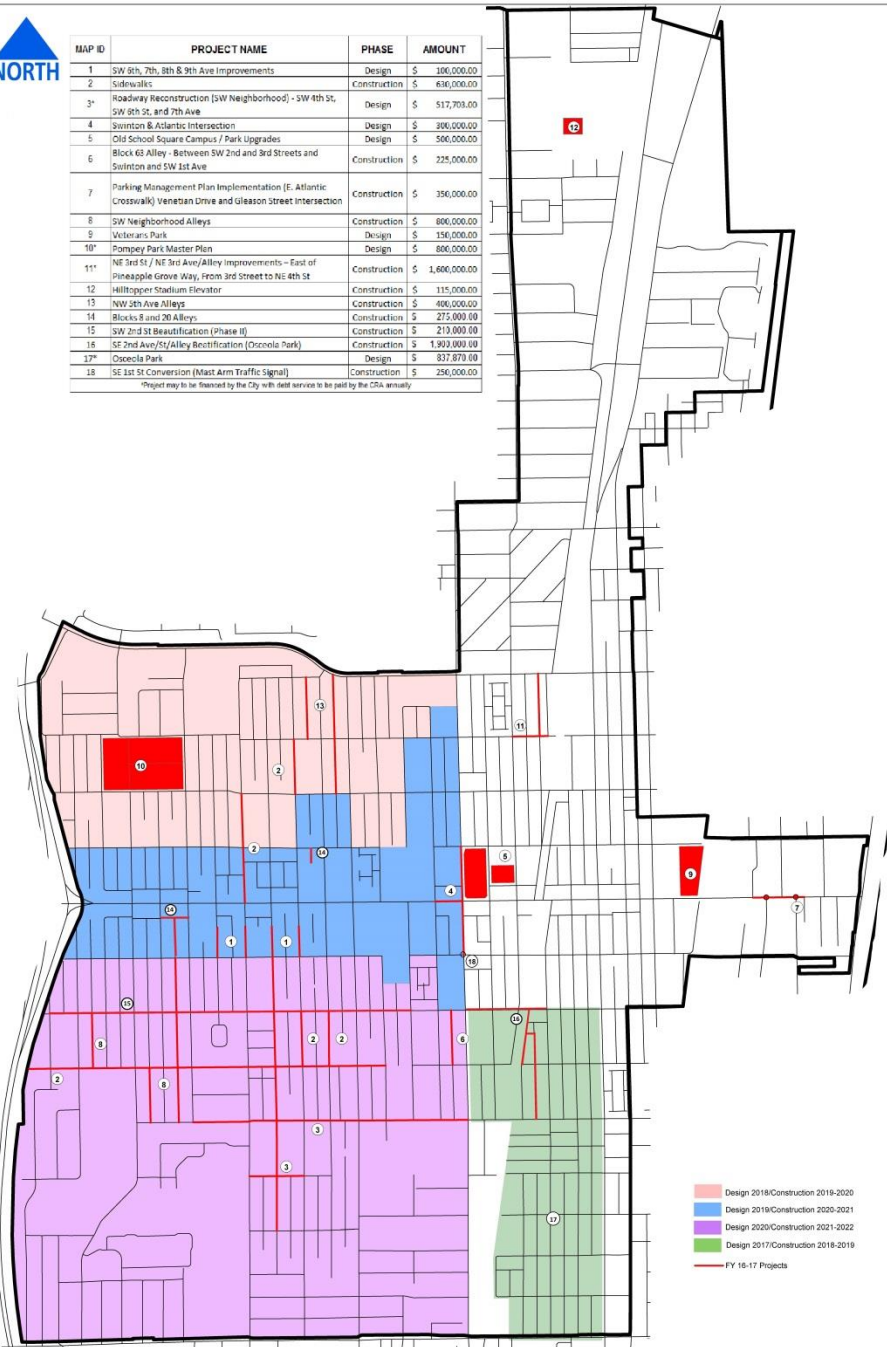 NORTH
MAP ID PROJECT NAME PHASE AMOUNT
1 SW 6th, 7th, 8th & 9th Ave Improvements Design $ 100,000.00
2 Sidewalks Construction $ 630,000.00
3* Roadway Reconstruction (SW Neighborhood) - SW 4th St,
SW 6th St, and 7th Ave Design $ 517,703.00
4 Swinton & Atlantic Intersection Design $ 300,000.00
5 Old School Square Campus / Park Upgrades Design $ 500,000.00
6 Block 63 Alley - Between SW 2nd and 3rd Streets and
Swinton and SW 1st Ave Construction $ 225,000.00
7 Parking Management Plan Implementation (E. Atlantic
Crosswalk) Venetian Drive and Gleason Street Intersection Construction $ 350,000.00
8 SW Neighborhood Alleys Construction $ 800,000.00
9 Veterans Park Design $ 150,000.00
10* Pompey Park Master Plan Design $ 800,000.00
11* NE 3rd St / NE 3rd Ave/Alley Improvements – East of
Pineapple Grove Way, From 3rd Street to NE 4th St Construction $ 1,600,000.00
12 Hilltopper Stadium Elevator Construction $ 115,000.00
13 NW 5th Ave Alleys Construction $ 400,000.00
14 Blocks 8 and 20 Alleys Construction $ 275,000.00
15 SW 2nd St Beautification (Phase II) Construction $ 210,000.00
16 SE 2nd Ave/St/Alley Beetification (Osceola Park) Construction $ 1,900,000.00
17* Osceola Park Design $ 837,870.00
18 SE 1st St Conversion (Mast Arm Traffic Signal) Construction $ 250,000.00
*Project may to be financed by the City with debt service to be paid by the CRA annually
12
13
11
10
2
2
14
5
9
4
14
7
1
1
18
15
16
8
2
2
6
2
8
3
3
17
Design 2018/Construction 2019-2020
Design 2019/Construction 2020-2021
Design 2020/Construction 2021-2022
Design 2017/Construction 2018-2019
FY 16-17 Projects